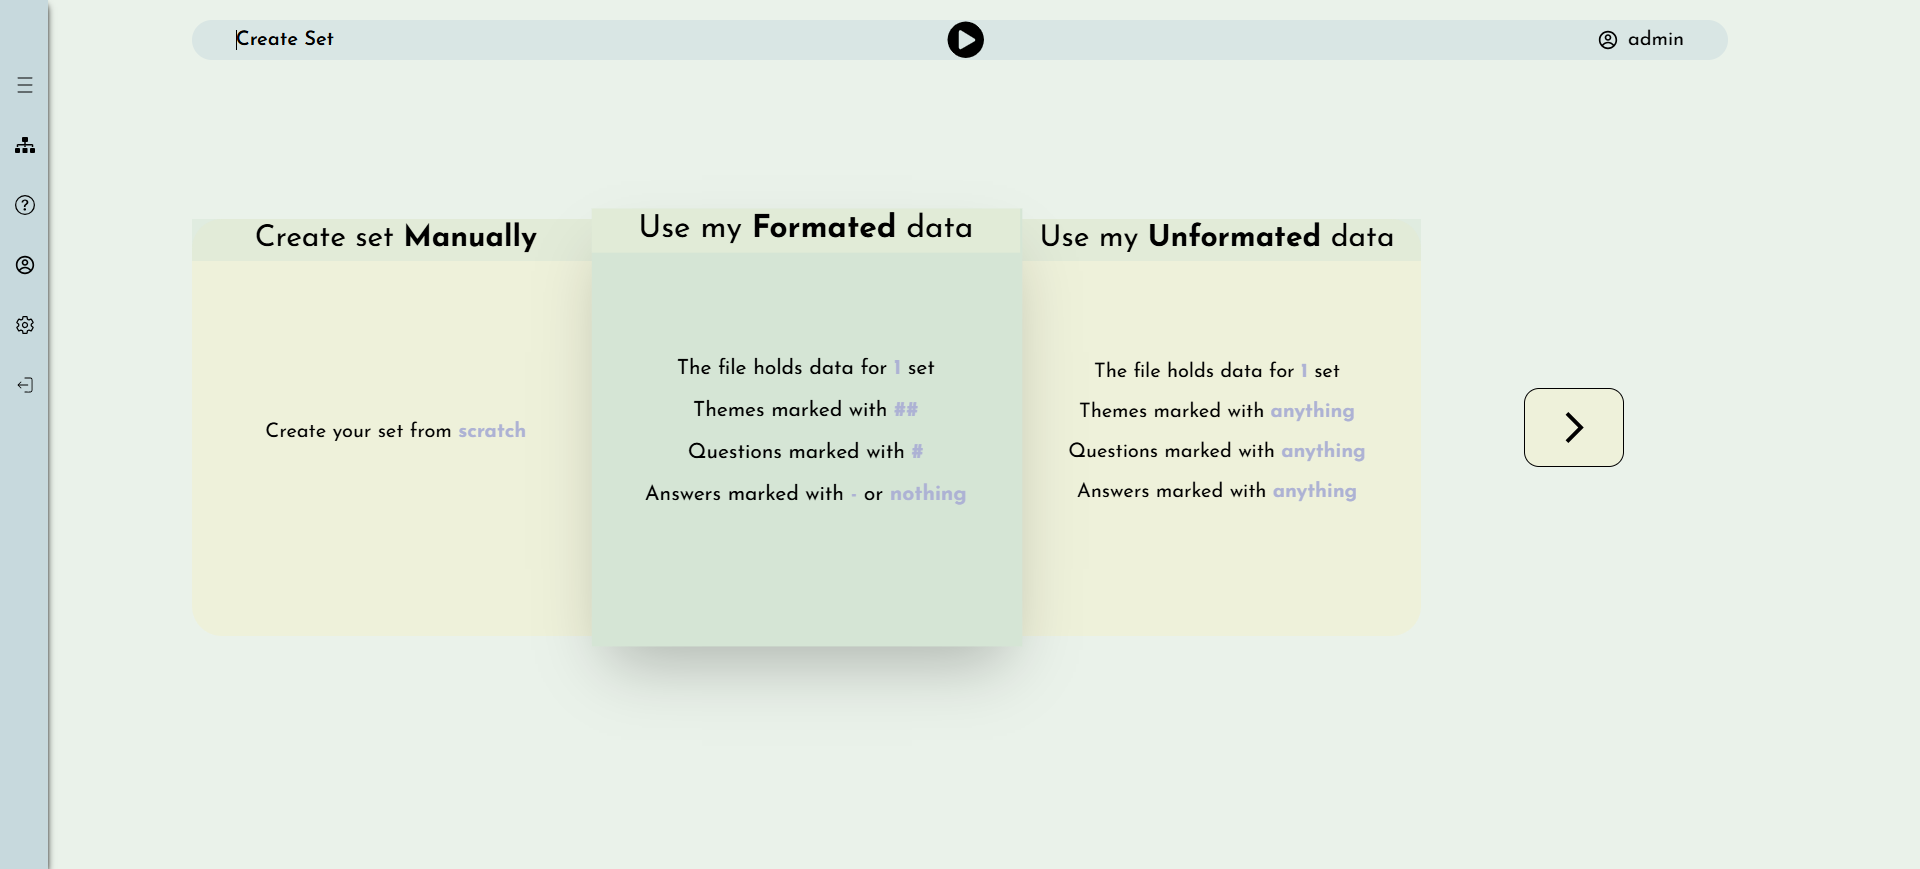 Create Set
admin
Create set Manually
Create your set from scratch
Use my Formated data
The file holds data for 1 set
Themes marked with ##
Questions marked with #
Answers marked with - or nothing
Use my Unformated data
The file holds data for 1 set
Themes marked with anything
Questions marked with anything
Answers marked with anything